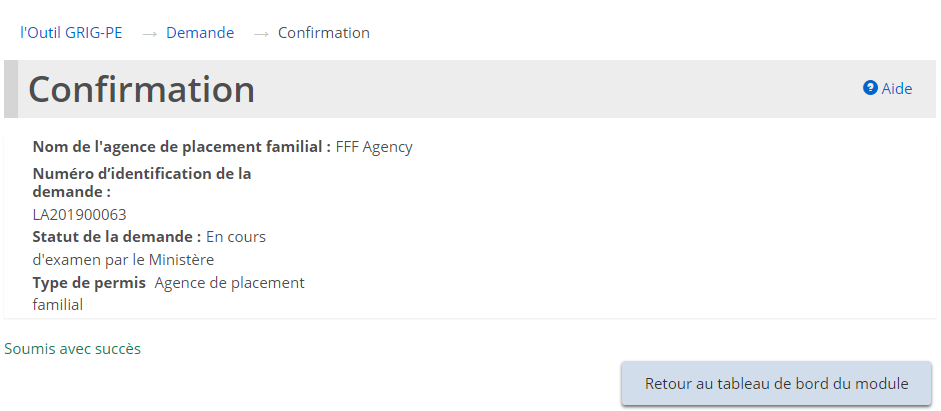 l'Outil GRIG-PE → Demande → Confirmation
Confirmation
Aide
Nom de l'agence de placement familial : FFF Agency
Numéro d’identification de la
demande :
LA201900063
Statut de la demande : En cours
d'examen par le Ministère
Type de permis Agence de placement
familial
Soumis avec succès
Retour au tableau de bord du module